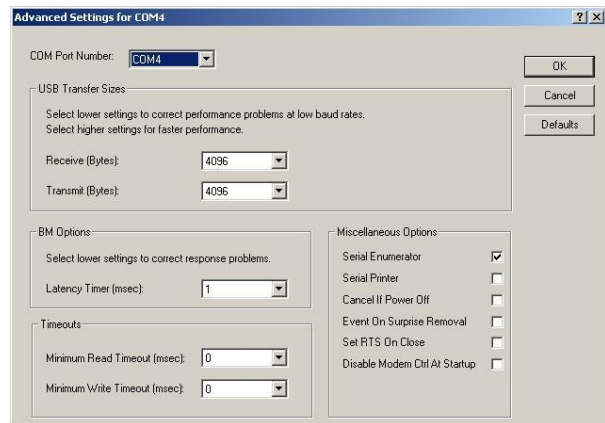 Advanced Settings for COM4
COM Port Number: COM4
OK
Cancel
Defaults
USB Transfer Sizes
Select lower settings to correct performance problems at low baud rates.
Select higher settings for faster performance.
Receive (Bytes): 4096
Transmit (Bytes): 4096
BM Options
Select lower settings to correct response problems.
Latency Timer (msec): 1
Timeouts
Minimum Read Timeout (msec): 0
Minimum Write Timeout (msec): 0
Miscellaneous Options
Serial Enumerator
Serial Printer
Cancel If Power Off
Event On Surprise Removal
Set RTS On Close
Disable Modem Ctrl At Startup